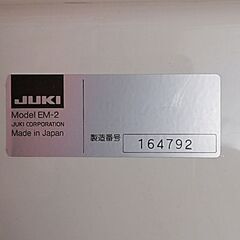 JUKI
Model EM-2
JUKI CORPORATION
Made in Japan
製造番号 164792